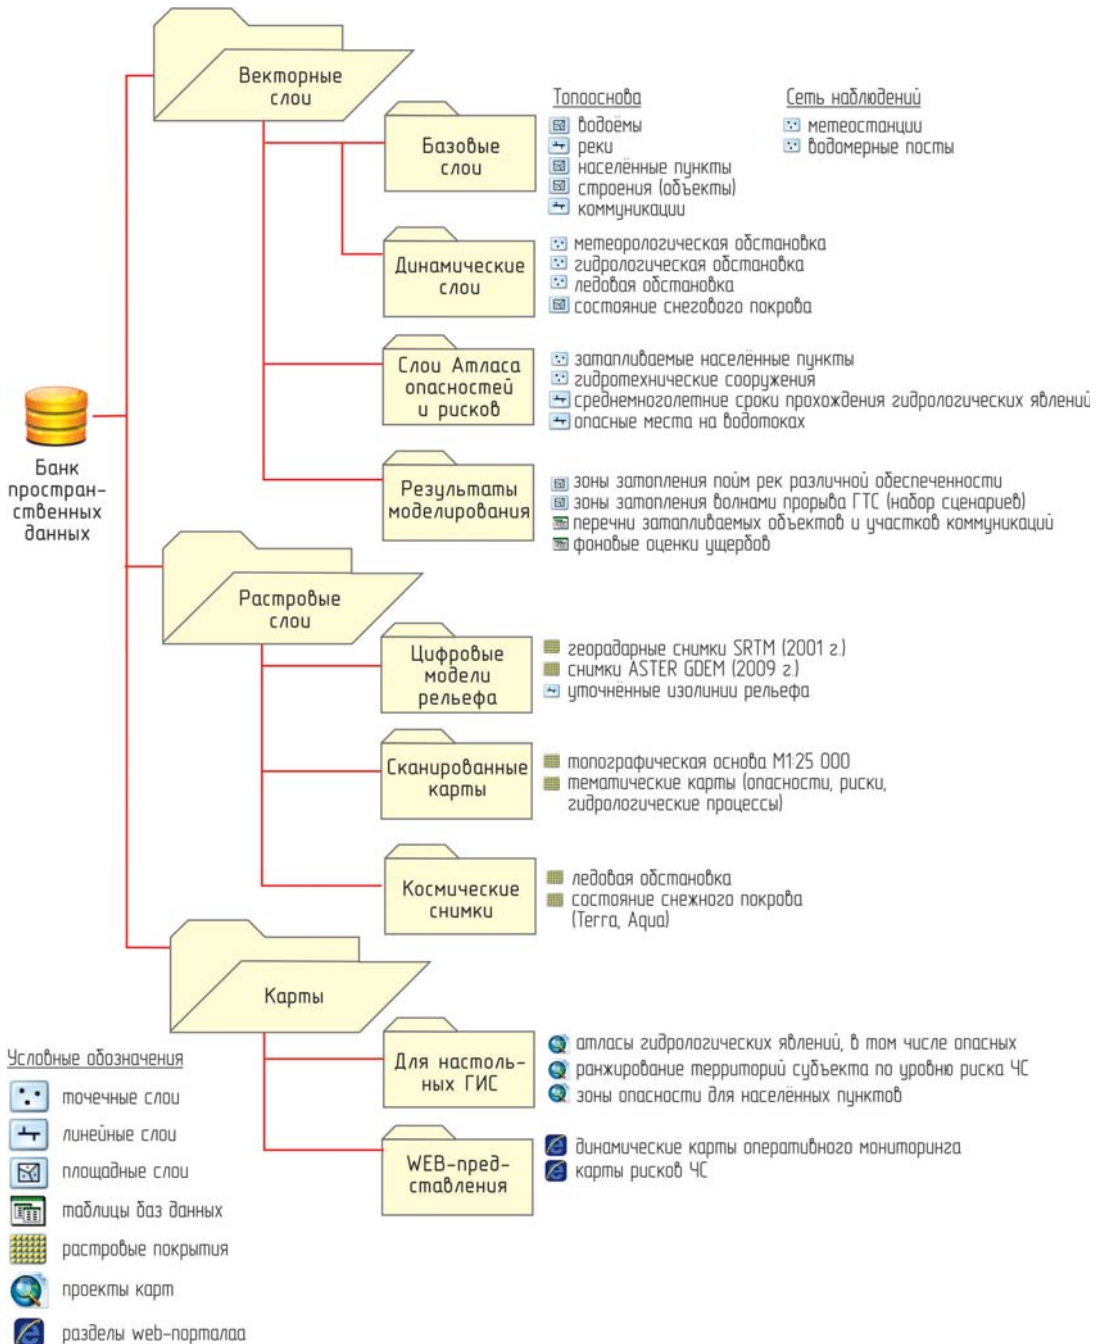 Векторные
слои
Базовые
слои
Топооснова
водоёмы
реки
населённые пункты
строения (объекты)
коммуникации
Сеть наблюдений
метеостанции
водомерные посты
Динамические
слои
метеорологическая обстановка
гидрологическая обстановка
ледовая обстановка
состояние снегового покрова
Слои Атласа
опасностей
и рисков
затапливаемые населённые пункты
гидротехнические сооружения
среднемноголетние сроки прохождения гидрологических явлений
опасные места на водотоках
Банк
простран-
ственных
данных
Результаты
моделирования
зоны затопления пойм рек различной обеспеченности
зоны затопления волнами прорыва ГТС (набор сценариев)
перечни затапливаемых объектов и участков коммуникаций
фоновые оценки ущербов
Растровые
слои
Цифровые
модели
рельефа
георадарные снимки SRTM (2001 г.)
снимки ASTER GDEM (2009 г.)
уточнённые изолинии рельефа
Сканированные
карты
топографическая основа М1:25 000
тематические карты (опасности, риски,
гидрологические процессы)
Космические
снимки
ледовая обстановка
состояние снежного покрова
(Terra, Aqua)
Карты
Для настоль-
ных ГИС
атласы гидрологических явлений, в том числе опасных
ранжирование территорий субъекта по уровню риска ЧС
зоны опасности для населённых пунктов
WEB-пред-
ставления
динамические карты оперативного мониторинга
карты рисков ЧС
Условные обозначения
точечные слои
линейные слои
площадные слои
таблицы баз данных
растровые покрытия
проекты карт
разделы web-порталаа